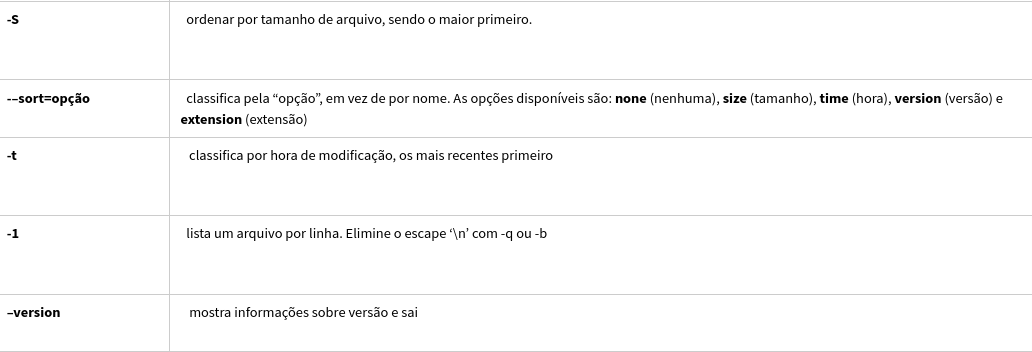 -S ordenar por tamanho de arquivo, sendo o maior primeiro.
-–sort=opção classifica pela “opção”, em vez de por nome. As opções disponíveis são: none (nenhuma), size (tamanho), time (hora), version (versão) e
extension (extensão)
-t classifica por hora de modificação, os mais recentes primeiro
-1 lista um arquivo por linha. Elimine o escape ‘\n’ com -q ou -b
–version mostra informações sobre versão e sai